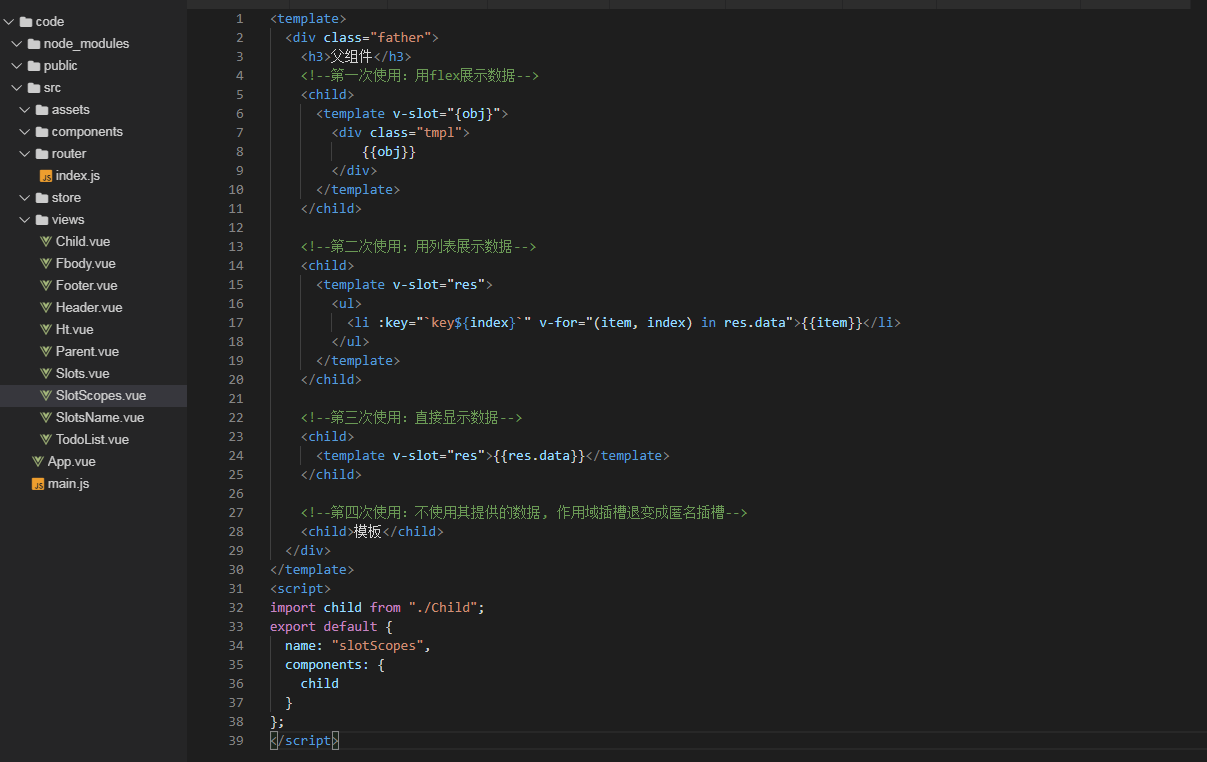 code
node_modules
public
src
assets
components
router
index.js
store
views
Child.vue
Fbody.vue
Footer.vue
Header.vue
Ht.vue
Parent.vue
Slots.vue
SlotScopes.vue
SlotsName.vue
TodoList.vue
App.vue
main.js
1 <template>
2 <div class="father">
3 <h3>父组件</h3>
4 <!--第一次使用: 用flex展示数据-->
5 <child>
6 <template v-slot="{obj}">
7 <div class="tmpl">
8 {{obj}}
9 </div>
10 </template>
11 </child>
12
13 <!--第二次使用: 用列表展示数据-->
14 <child>
15 <template v-slot="res">
16 <ul>
17 <li :key="`key${index}`" v-for="(item, index) in res.data">{{item}}</li>
18 </ul>
19 </template>
20 </child>
21
22 <!--第三次使用: 直接显示数据-->
23 <child>
24 <template v-slot="res">{{res.data}}</template>
25 </child>
26
27 <!--第四次使用: 不使用其提供的数据, 作用域插槽退变成匿名插槽-->
28 <child>模板</child>
29 </div>
30 </template>
31 <script>
32 import child from "./Child";
33 export default {
34 name: "slotScopes",
35 components: {
36 child
37 }
38 };
39 </script>